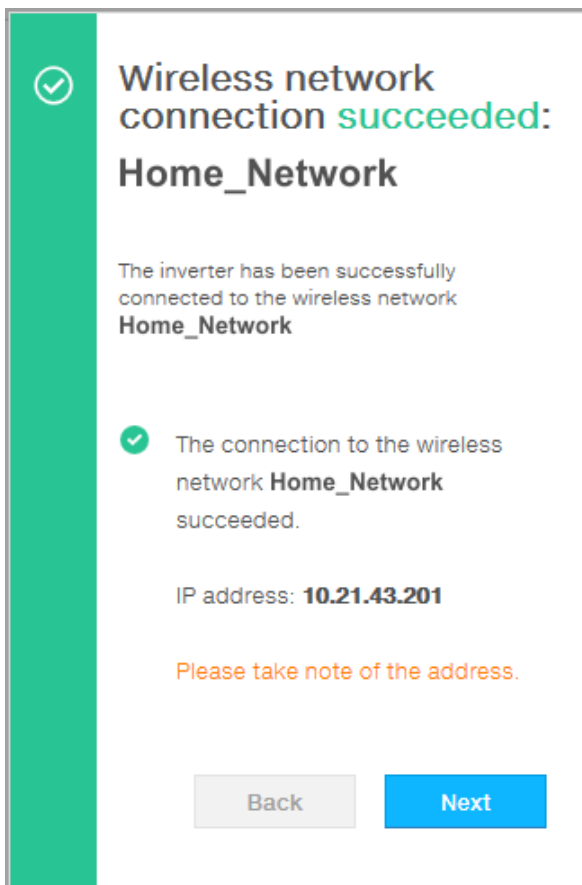 Wireless network
connection succeeded:
Home_Network
The inverter has been successfully
connected to the wireless network
Home_Network
The connection to the wireless
network Home_Network
succeeded.
IP address: 10.21.43.201
Please take note of the address.
Back
Next